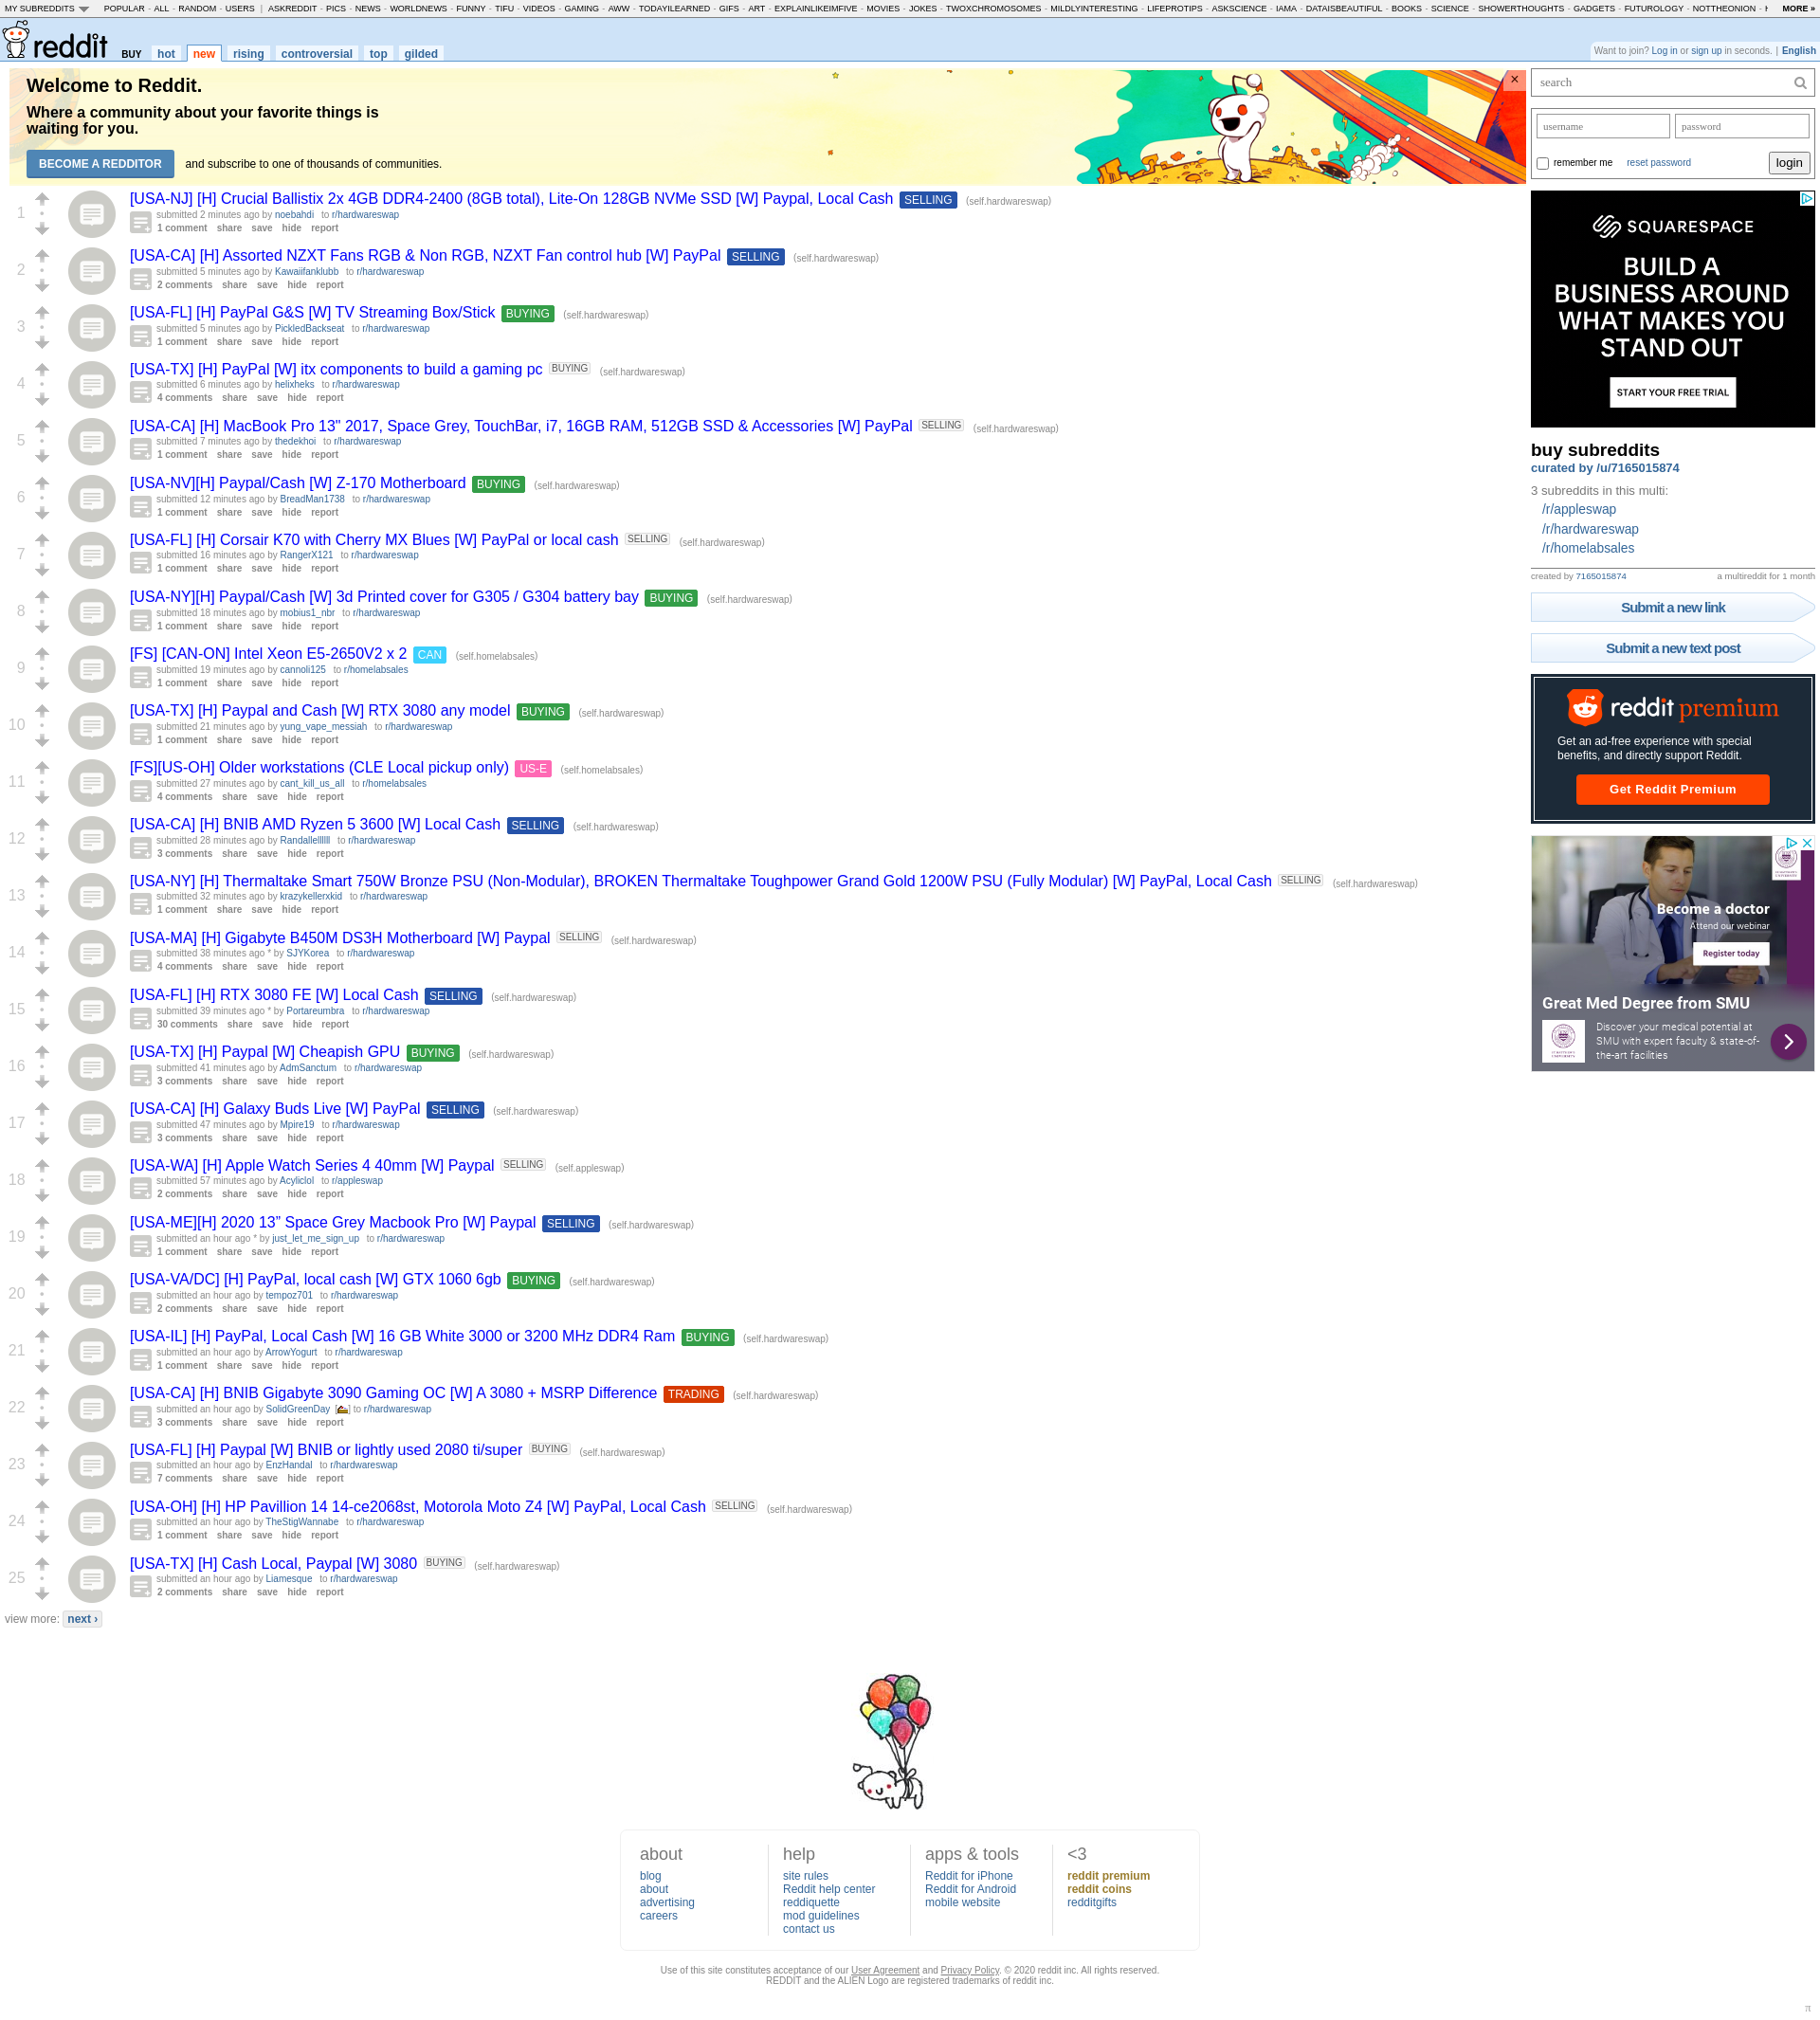 MY SUBREDDITS POPULAR - ALL - RANDOM - USERS | ASKREDDIT - PICS - NEWS - WORLDNEWS - FUNNY - TIFU - VIDEOS - GAMING - AWW - TODAYILEARNED - GIFS - ART - EXPLAINLIKEIMFIVE - MOVIES - JOKES - TWOXCHROMOSOMES - MILDLYINTERESTING - LIFEPROTIPS - ASKSCIENCE - IAMA - DATAISBEAUTIFUL - BOOKS - SCIENCE - SHOWERTHOUGHTS - GADGETS - FUTUROLOGY - NOTTHEONION - MORE »
reddit BUY hot new rising controversial top gilded
Want to join? Log in or sign up in seconds. | English
Welcome to Reddit.
Where a community about your favorite things is
waiting for you.
BECOME A REDDITOR and subscribe to one of thousands of communities.
1
[USA-NJ] [H] Crucial Ballistix 2x 4GB DDR4-2400 (8GB total), Lite-On 128GB NVMe SSD [W] Paypal, Local Cash SELLING (self.hardwareswap)
submitted 2 minutes ago by noebahdi to r/hardwareswap
1 comment share save hide report
2
[USA-CA] [H] Assorted NZXT Fans RGB & Non RGB, NZXT Fan control hub [W] PayPal SELLING (self.hardwareswap)
submitted 5 minutes ago by Kawaiifanklubb to r/hardwareswap
2 comments share save hide report
3
[USA-FL] [H] PayPal G&S [W] TV Streaming Box/Stick BUYING (self.hardwareswap)
submitted 5 minutes ago by PickledBackseat to r/hardwareswap
1 comment share save hide report
4
[USA-TX] [H] PayPal [W] itx components to build a gaming pc BUYING (self.hardwareswap)
submitted 6 minutes ago by helixheks to r/hardwareswap
4 comments share save hide report
5
[USA-CA] [H] MacBook Pro 13" 2017, Space Grey, TouchBar, i7, 16GB RAM, 512GB SSD & Accessories [W] PayPal SELLING (self.hardwareswap)
submitted 7 minutes ago by thedekhoi to r/hardwareswap
1 comment share save hide report
6
[USA-NV][H] Paypal/Cash [W] Z-170 Motherboard BUYING (self.hardwareswap)
submitted 12 minutes ago by BreadMan1738 to r/hardwareswap
1 comment share save hide report
7
[USA-FL] [H] Corsair K70 with Cherry MX Blues [W] PayPal or local cash SELLING (self.hardwareswap)
submitted 16 minutes ago by RangerX121 to r/hardwareswap
1 comment share save hide report
8
[USA-NY][H] Paypal/Cash [W] 3d Printed cover for G305 / G304 battery bay BUYING (self.hardwareswap)
submitted 18 minutes ago by mobius1_nbr to r/hardwareswap
1 comment share save hide report
9
[FS] [CAN-ON] Intel Xeon E5-2650V2 x 2 CAN (self.homelabsales)
submitted 19 minutes ago by cannoli125 to r/homelabsales
1 comment share save hide report
10
[USA-TX] [H] Paypal and Cash [W] RTX 3080 any model BUYING (self.hardwareswap)
submitted 21 minutes ago by yung_vape_messiah to r/hardwareswap
1 comment share save hide report
11
[FS][US-OH] Older workstations (CLE Local pickup only) US-E (self.homelabsales)
submitted 27 minutes ago by cant_kill_us_all to r/homelabsales
4 comments share save hide report
12
[USA-CA] [H] BNIB AMD Ryzen 5 3600 [W] Local Cash SELLING (self.hardwareswap)
submitted 28 minutes ago by to r/hardwareswap
3 comments share save hide report
13
[USA-NY] [H] Thermaltake Smart 750W Bronze PSU (Non-Modular), BROKEN Thermaltake Toughpower Grand Gold 1200W PSU (Fully Modular) [W] PayPal, Local Cash SELLING (self.hardwareswap)
submitted 32 minutes ago by krazykellerxkid to r/hardwareswap
1 comment share save hide report
14
[USA-MA] [H] Gigabyte B450M DS3H Motherboard [W] Paypal SELLING (self.hardwareswap)
submitted 38 minutes ago * by SJYKorea to r/hardwareswap
4 comments share save hide report
15
[USA-FL] [H] RTX 3080 FE [W] Local Cash SELLING (self.hardwareswap)
submitted 39 minutes ago * by Portareumbra to r/hardwareswap
30 comments share save hide report
16
[USA-TX] [H] Paypal [W] Cheapish GPU BUYING (self.hardwareswap)
submitted 41 minutes ago by AdmSanctum to r/hardwareswap
3 comments share save hide report
17
[USA-CA] [H] Galaxy Buds Live [W] PayPal SELLING (self.hardwareswap)
submitted 47 minutes ago by Mpire19 to r/hardwareswap
3 comments share save hide report
18
[USA-WA] [H] Apple Watch Series 4 40mm [W] Paypal SELLING (self.appleswap)
submitted 57 minutes ago by Acyliclol to r/appleswap
2 comments share save hide report
19
[USA-ME][H] 2020 13” Space Grey Macbook Pro [W] Paypal SELLING (self.hardwareswap)
submitted an hour ago * by just_let_me_sign_up to r/hardwareswap
1 comment share save hide report
20
[USA-VA/DC] [H] PayPal, local cash [W] GTX 1060 6gb BUYING (self.hardwareswap)
submitted an hour ago by tempoz701 to r/hardwareswap
2 comments share save hide report
21
[USA-IL] [H] PayPal, Local Cash [W] 16 GB White 3000 or 3200 MHz DDR4 Ram BUYING (self.hardwareswap)
submitted an hour ago by ArrowYogurt to r/hardwareswap
1 comment share save hide report
22
[USA-CA] [H] BNIB Gigabyte 3090 Gaming OC [W] A 3080 + MSRP Difference TRADING (self.hardwareswap)
submitted an hour ago by SolidGreenDay [] to r/hardwareswap
3 comments share save hide report
23
[USA-FL] [H] Paypal [W] BNIB or lightly used 2080 ti/super BUYING (self.hardwareswap)
submitted an hour ago by EnzHandal to r/hardwareswap
7 comments share save hide report
24
[USA-OH] [H] HP Pavillion 14 14-ce2068st, Motorola Moto Z4 [W] PayPal, Local Cash SELLING (self.hardwareswap)
submitted an hour ago by TheStigWannabe to r/hardwareswap
1 comment share save hide report
25
[USA-TX] [H] Cash Local, Paypal [W] 3080 BUYING (self.hardwareswap)
submitted an hour ago by Liamesque to r/hardwareswap
2 comments share save hide report
view more: next ›
search
username password
remember me reset password login
SQUARESPACE
BUILD A
BUSINESS AROUND
WHAT MAKES YOU
STAND OUT
START YOUR FREE TRIAL
buy subreddits
curated by /u/7165015874
3 subreddits in this multi:
/r/appleswap
/r/hardwareswap
/r/homelabsales
created by 7165015874 a multireddit for 1 month
Submit a new link
Submit a new text post
reddit premium
Get an ad-free experience with special
benefits, and directly support Reddit.
Get Reddit Premium
Become a doctor
Attend our webinar
Register today
Great Med Degree from SMU
Discover your medical potential at
SMU with expert faculty & state-of-
the-art facilities
about
blog
about
advertising
careers
help
site rules
Reddit help center
reddiquette
mod guidelines
contact us
apps & tools
Reddit for iPhone
Reddit for Android
mobile website
<3
reddit premium
reddit coins
redditgifts
Use of this site constitutes acceptance of our User Agreement and Privacy Policy. © 2020 reddit inc. All rights reserved.
REDDIT and the ALIEN Logo are registered trademarks of reddit inc.
π